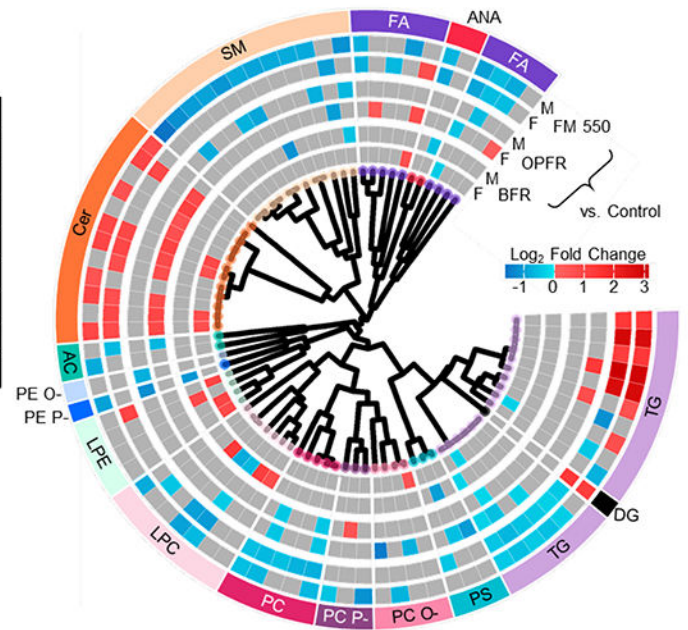 FA
ANA
FA
SM
M
F
FM 550
M
F
OPFR
M
F
BFR
vs. Control
Cer
Log2 Fold Change
-1 0 1 2 3
AC
PE O-
PE P-
LPE
LPC
PC
PC P-
PC O-
PS
TG
DG
TG